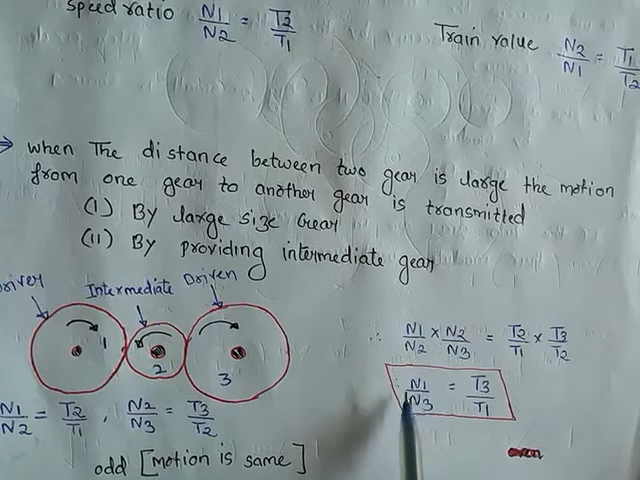 speed ratio N1/N2 = T2/T1
Train value N2/N1 = T1/T2
⇒ when The distance between two gear is large the motion
from one gear to another gear is transmitted
(I) By large size Gear
(II) By providing intermediate gear
Driver Intermediate Driven
1 2 3
N1/N2 = T2/T1 , N2/N3 = T3/T2
odd [motion is same]
∴ N1/N2 × N2/N3 = T2/T1 × T3/T2
N1/N3 = T3/T1